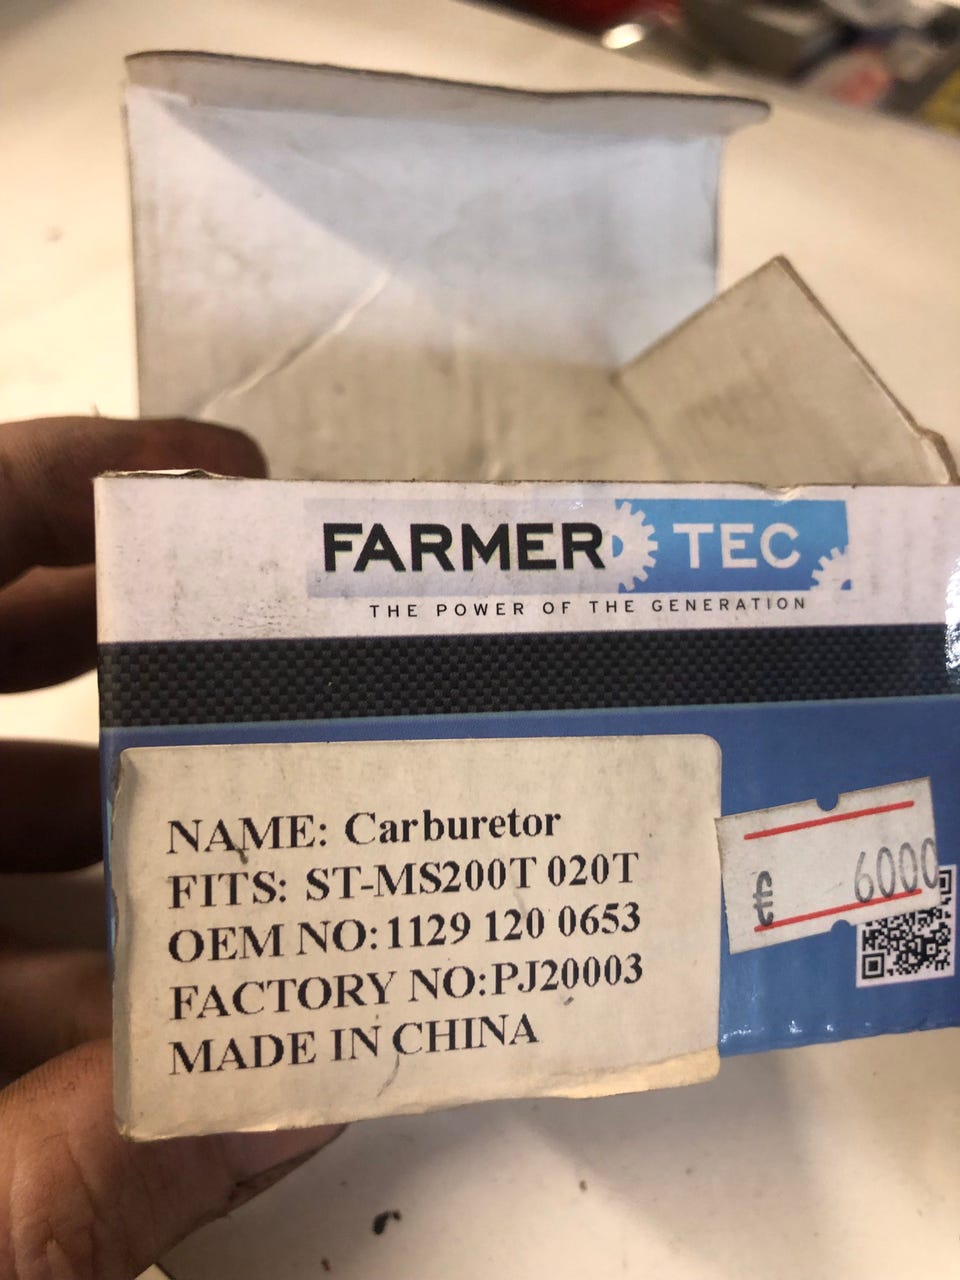 FARMER TEC
THE POWER OF THE GENERATION
NAME: Carburetor
FITS: ST-MS200T 020T
OEM NO:1129 120 0653
FACTORY NO:PJ20003
MADE IN CHINA
€ 6000